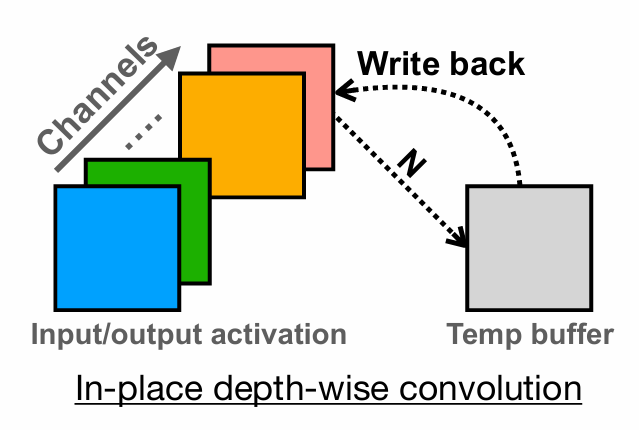 Channels
Write back
N
Input/output activation
Temp buffer
In-place depth-wise convolution